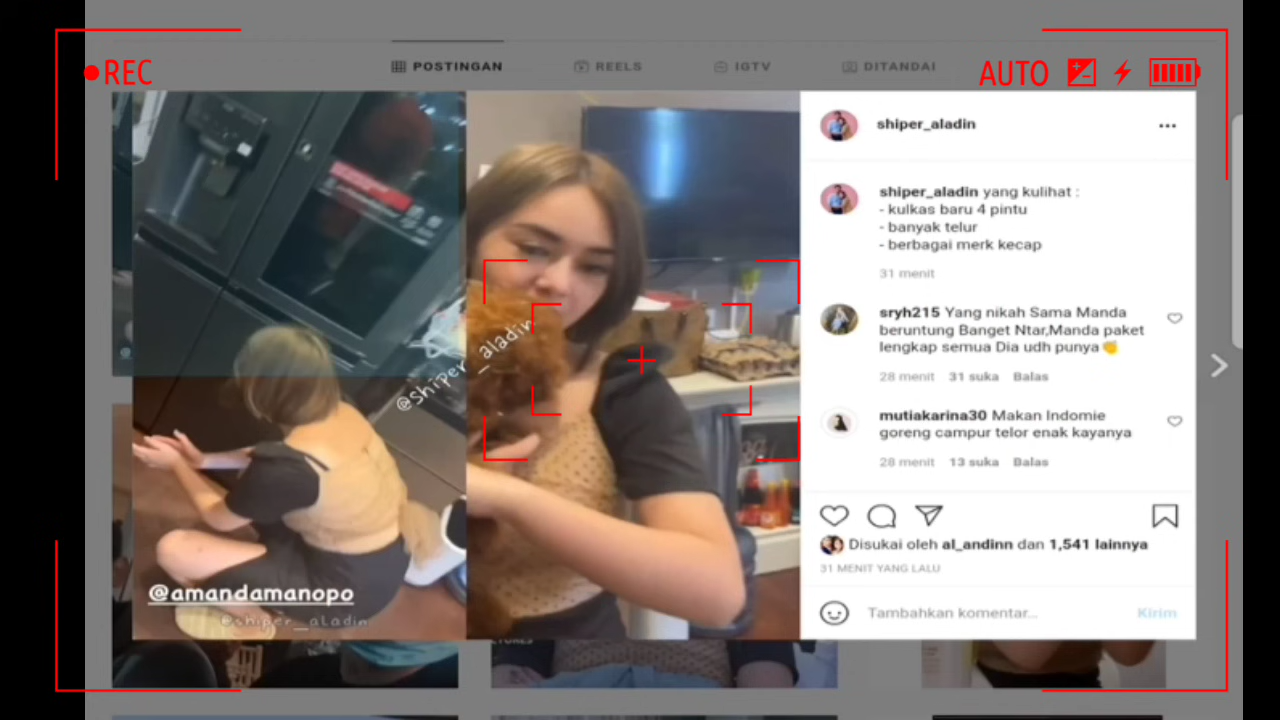 POSTINGAN
REELS
IGTV
DITANDAI
REC
AUTO
shiper_aladin
shiper_aladin yang kulihat :
- kulkas baru 4 pintu
- banyak telur
- berbagai merk kecap
31 menit
sryh215 Yang nikah Sama Manda
beruntung Banget Ntar,Manda paket
lengkap semua Dia udh punya👏
28 menit 31 suka Balas
mutiakarina30 Makan Indomie
goreng campur telor enak kayanya
28 menit 13 suka Balas
Disukai oleh al_andinn dan 1,541 lainnya
31 MENIT YANG LALU
Tambahkan komentar...
Kirim
@shiper_aladin
@amandamanopo
@shiper_aladin